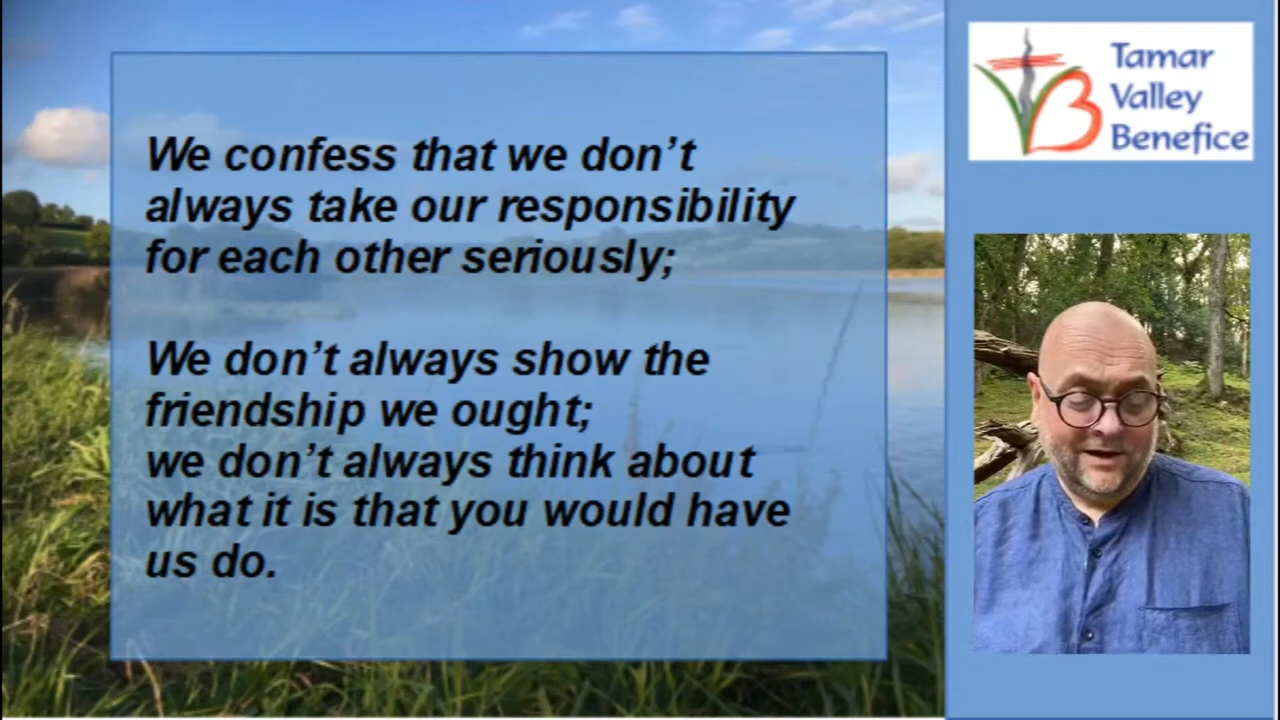 We confess that we don't
always take our responsibility
for each other seriously;
We don't always show the
friendship we ought;
we don't always think about
what it is that you would have
us do.
Tamar
Valley
Benefice